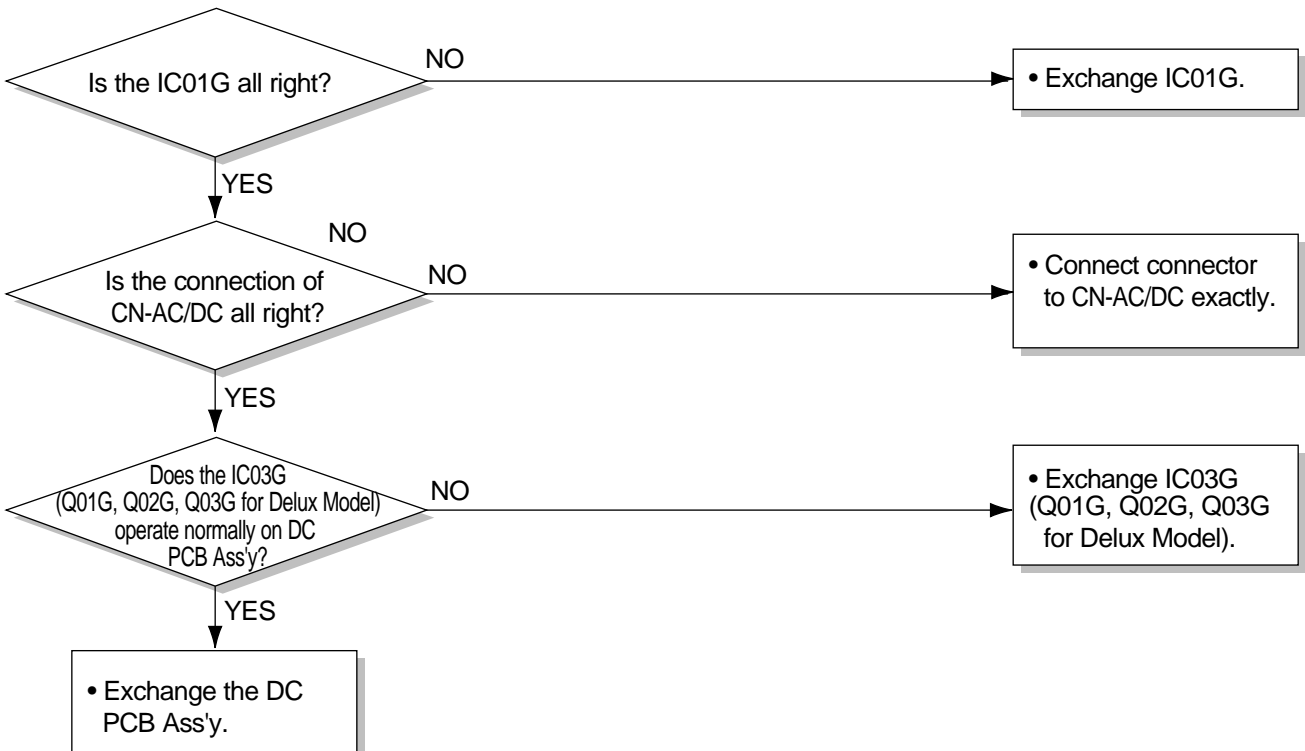 Is the IC01G all right?
NO
• Exchange IC01G.
YES
NO
Is the connection of
CN-AC/DC all right?
NO
• Connect connector
to CN-AC/DC exactly.
YES
Does the IC03G
(Q01G, Q02G, Q03G for Delux Model)
operate normally on DC
PCB Ass'y?
NO
• Exchange IC03G
(Q01G, Q02G, Q03G
for Delux Model).
YES
• Exchange the DC
PCB Ass'y.